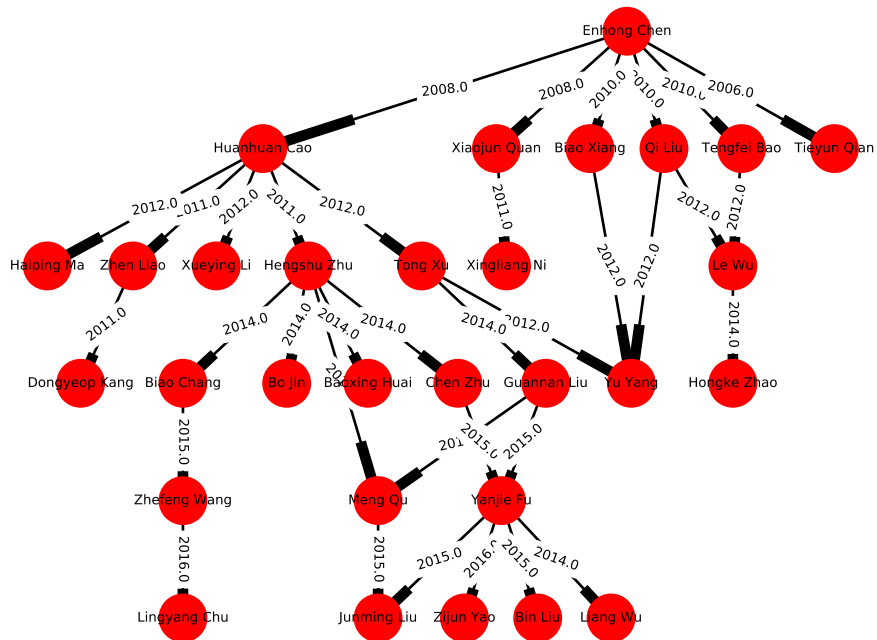 Enhong Chen
2008.0
2008.0
2010.0
2010.0
2010.0
2006.0
Huanhuan Cao
Xiaojun Quan
Biao Xiang
Qi Liu
Tengfei Bao
Tieyun Qian
2012.0
2011.0
2012.0
2011.0
2012.0
2011.0
2012.0
2012.0
2012.0
2012.0
Haiping Ma
Zhen Liao
Xueying Li
Hengshu Zhu
Tong Xu
Xingliang Ni
Le Wu
2011.0
2014.0
2014.0
2014.0
2014.0
2014.0
2012.0
2014.0
Dongyeop Kang
Biao Chang
Bo Jin
Baoxing Huai
Chen Zhu
Guannan Liu
Yu Yang
Hongke Zhao
2015.0
2015.0
2015.0
Zhefeng Wang
Meng Qu
Yanjie Fu
2016.0
2015.0
2015.0
2016.0
2015.0
2014.0
Lingyang Chu
Junming Liu
Zijun Yao
Bin Liu
Liang Wu